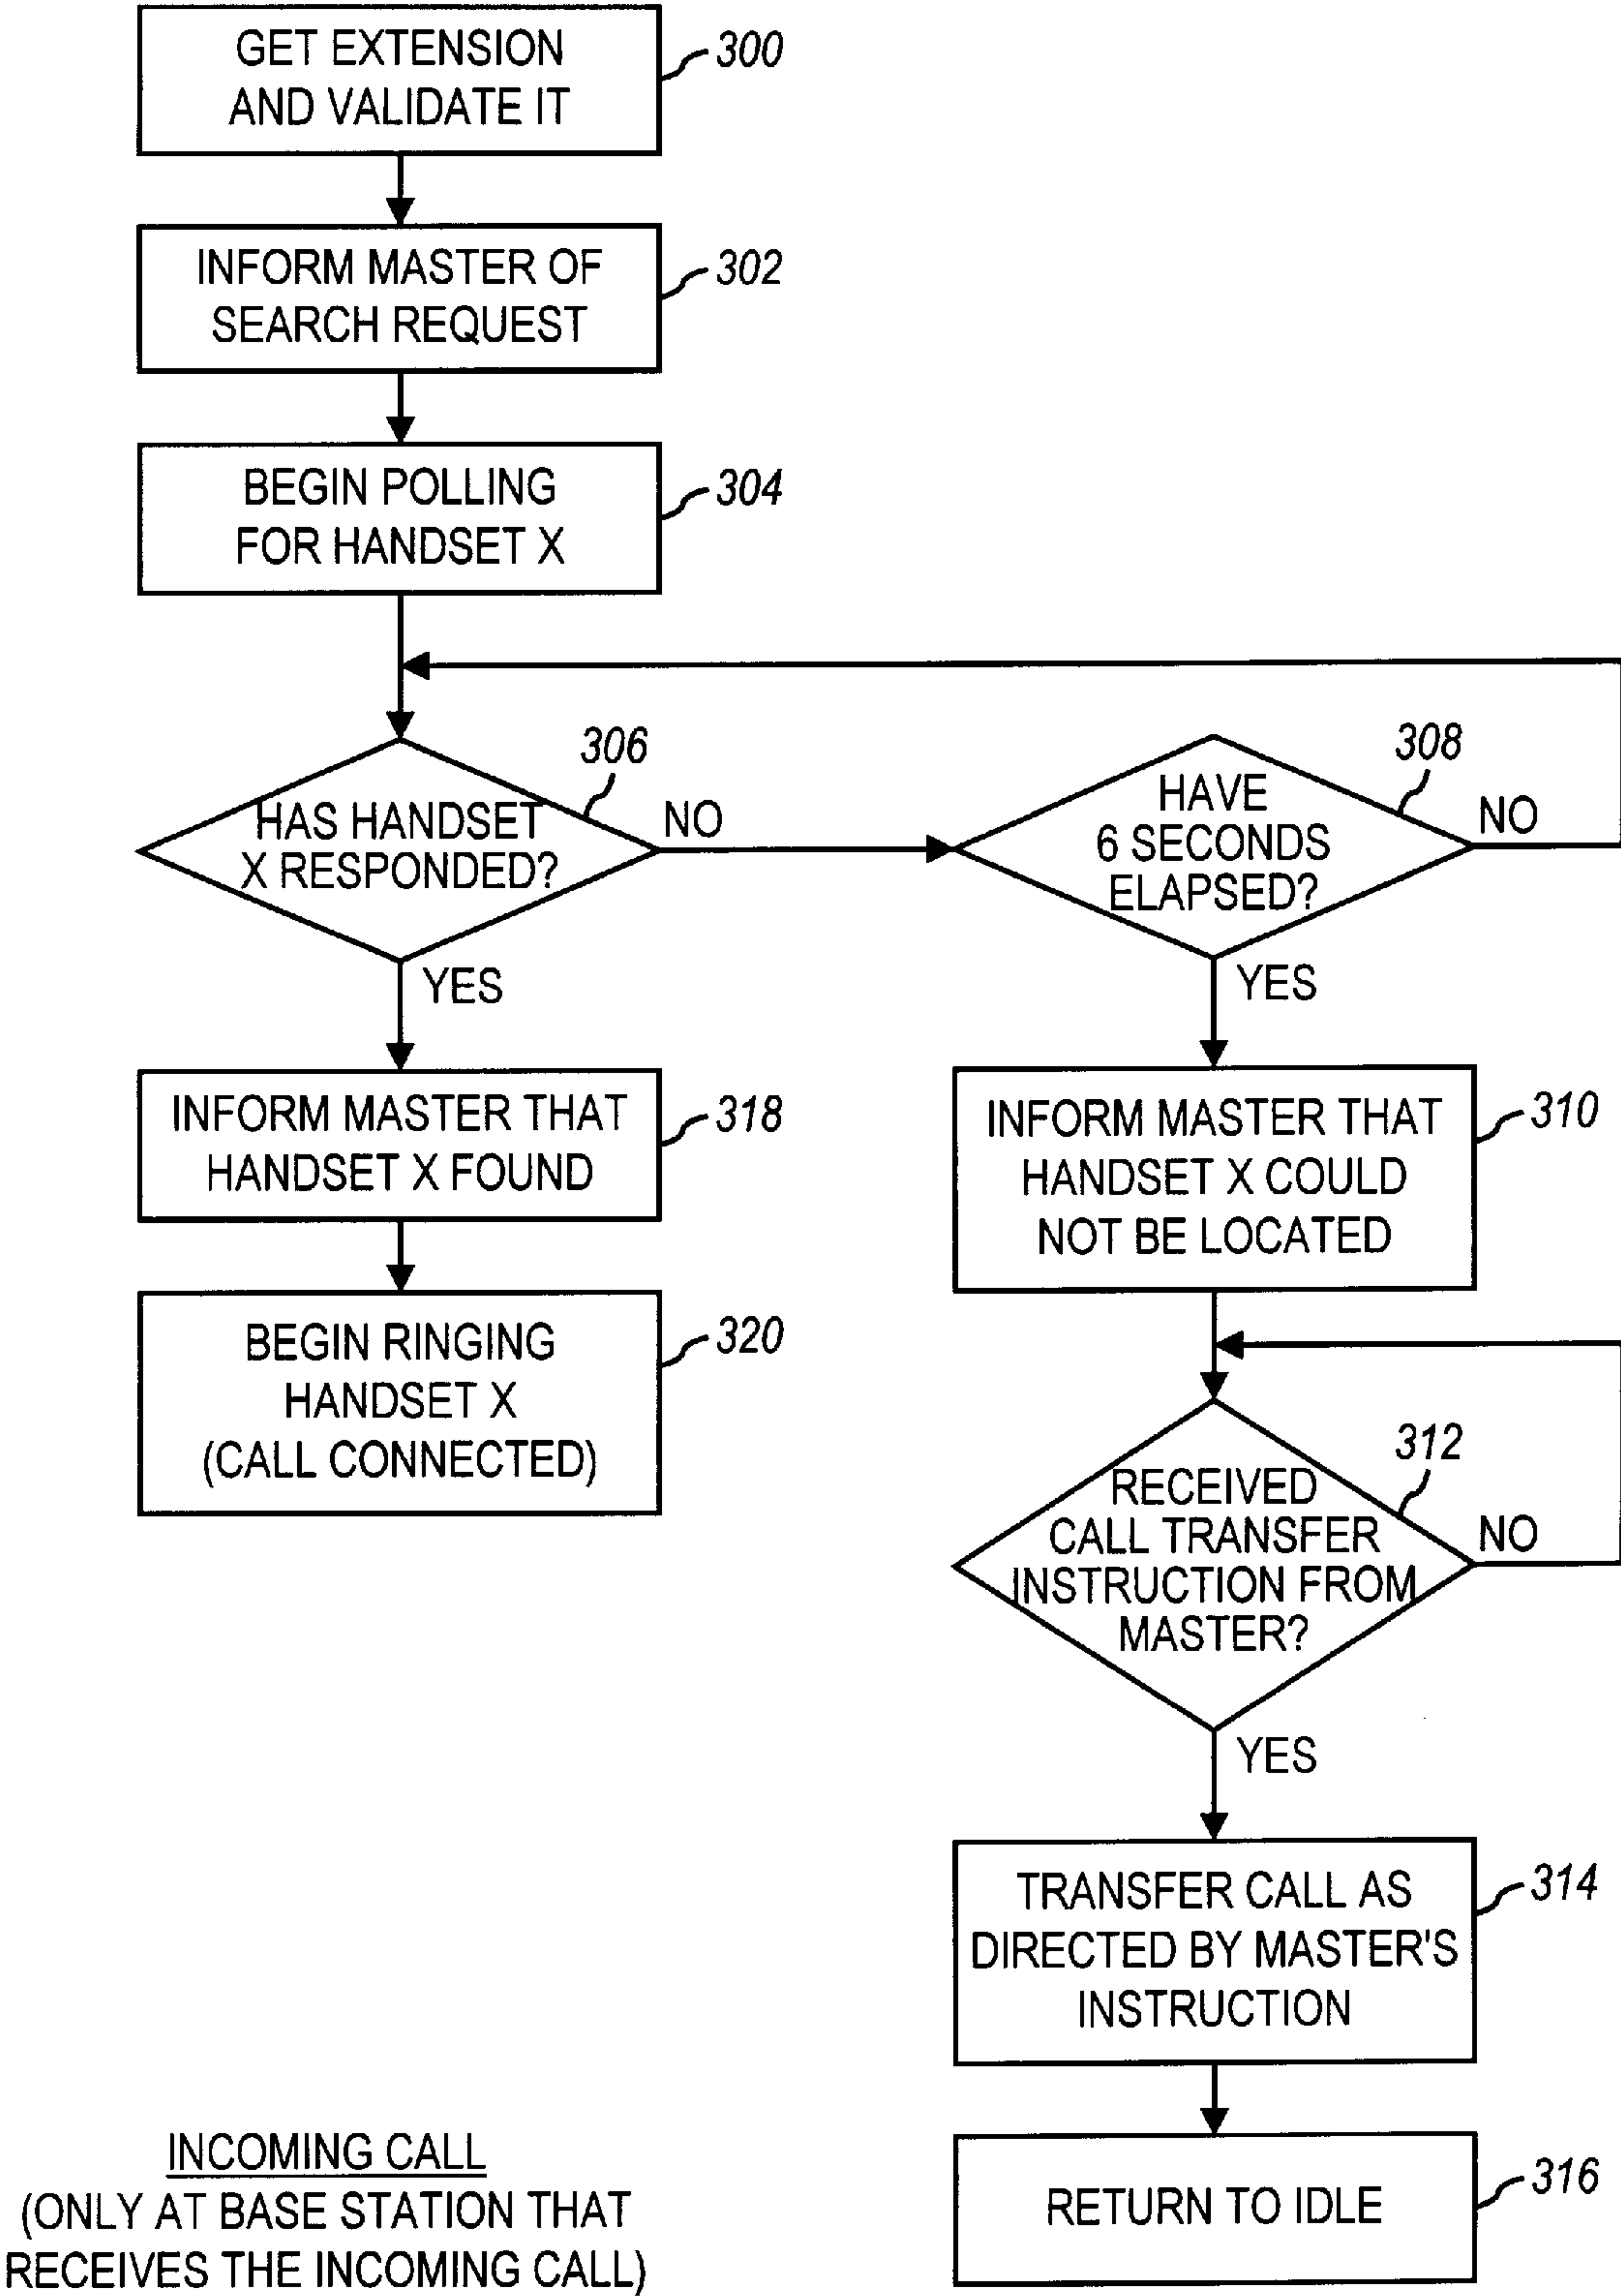 GET EXTENSION
AND VALIDATE IT
300
INFORM MASTER OF
SEARCH REQUEST
302
BEGIN POLLING
FOR HANDSET X
304
HAS HANDSET
X RESPONDED?
306
NO
YES
HAVE
6 SECONDS
ELAPSED?
308
NO
YES
INFORM MASTER THAT
HANDSET X FOUND
318
INFORM MASTER THAT
HANDSET X COULD
NOT BE LOCATED
310
BEGIN RINGING
HANDSET X
(CALL CONNECTED)
320
RECEIVED
CALL TRANSFER
INSTRUCTION FROM
MASTER?
312
NO
YES
TRANSFER CALL AS
DIRECTED BY MASTER'S
INSTRUCTION
314
RETURN TO IDLE
316
INCOMING CALL
(ONLY AT BASE STATION THAT
RECEIVES THE INCOMING CALL)